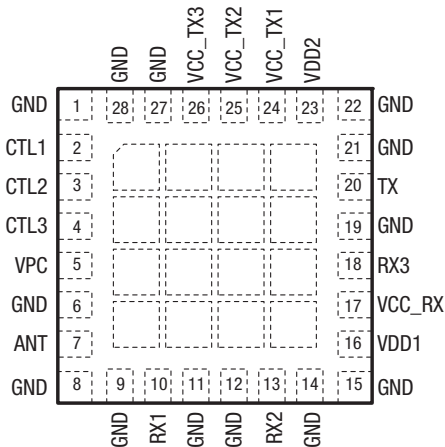 GND
GND
VCC_TX3
VCC_TX2
VCC_TX1
VDD2
GND 1 28 27 26 25 24 23 22 GND
CTL1 2 21 GND
CTL2 3 20 TX
CTL3 4 19 GND
VPC 5 18 RX3
GND 6 17 VCC_RX
ANT 7 16 VDD1
GND 8 9 10 11 12 13 14 15 GND
GND
RX1
GND
GND
RX2
GND